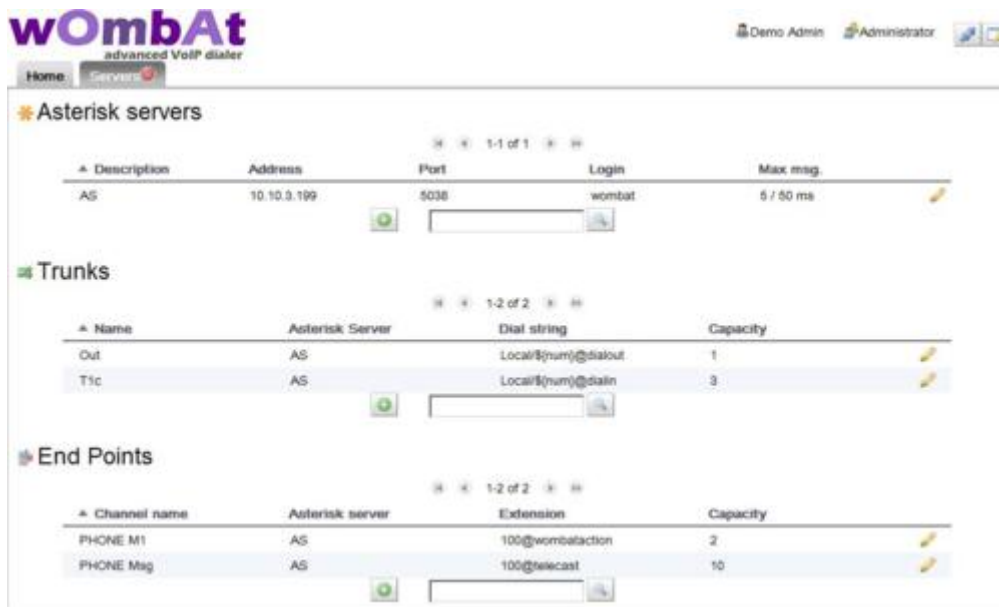 wOmbAt
advanced VoIP dialer
Demo Admin Administrator
Home Servers
Asterisk servers
1-1 of 1
Description Address Port Login Max msg.
AS 10.10.3.199 5038 wombat 5 / 50 ms
Trunks
1-2 of 2
Name Asterisk Server Dial string Capacity
Out AS Local/${num}@dialout 1
T1c AS Local/${num}@dialin 3
End Points
1-2 of 2
Channel name Asterisk server Extension Capacity
PHONE M1 AS 100@wombataction 2
PHONE Msg AS 100@telecast 10